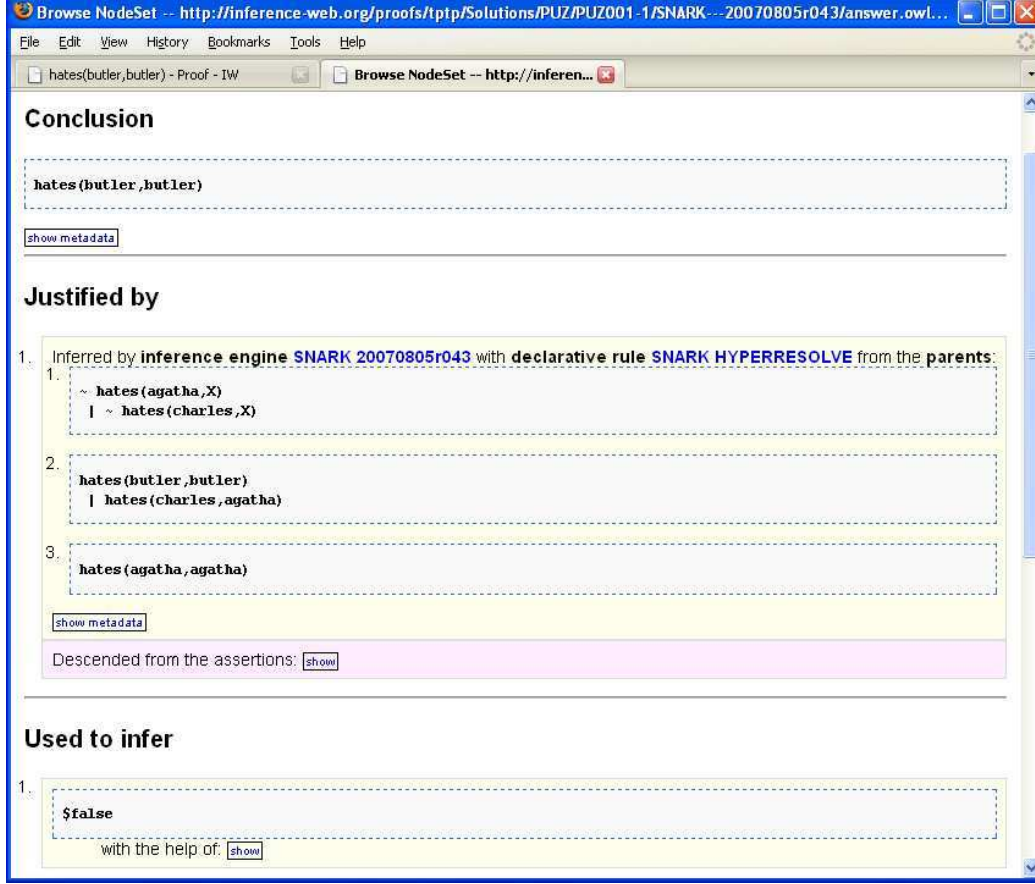 Browse NodeSet -- http://inference-web.org/proofs/tptp/Solutions/PUZ/PUZ001-1/SNARK---20070805r043/answer.owl...
File Edit View History Bookmarks Tools Help
hates(butler,butler) - Proof - IW Browse NodeSet -- http://inferen...
Conclusion
hates(butler,butler)
show metadata
Justified by
1. Inferred by inference engine SNARK 20070805r043 with declarative rule SNARK HYPERRESOLVE from the parents:
1.
~ hates(agatha,X)
| ~ hates(charles,X)
2.
hates(butler,butler)
| hates(charles,agatha)
3.
hates(agatha,agatha)
show metadata
Descended from the assertions: show
Used to infer
1.
$false
with the help of: show